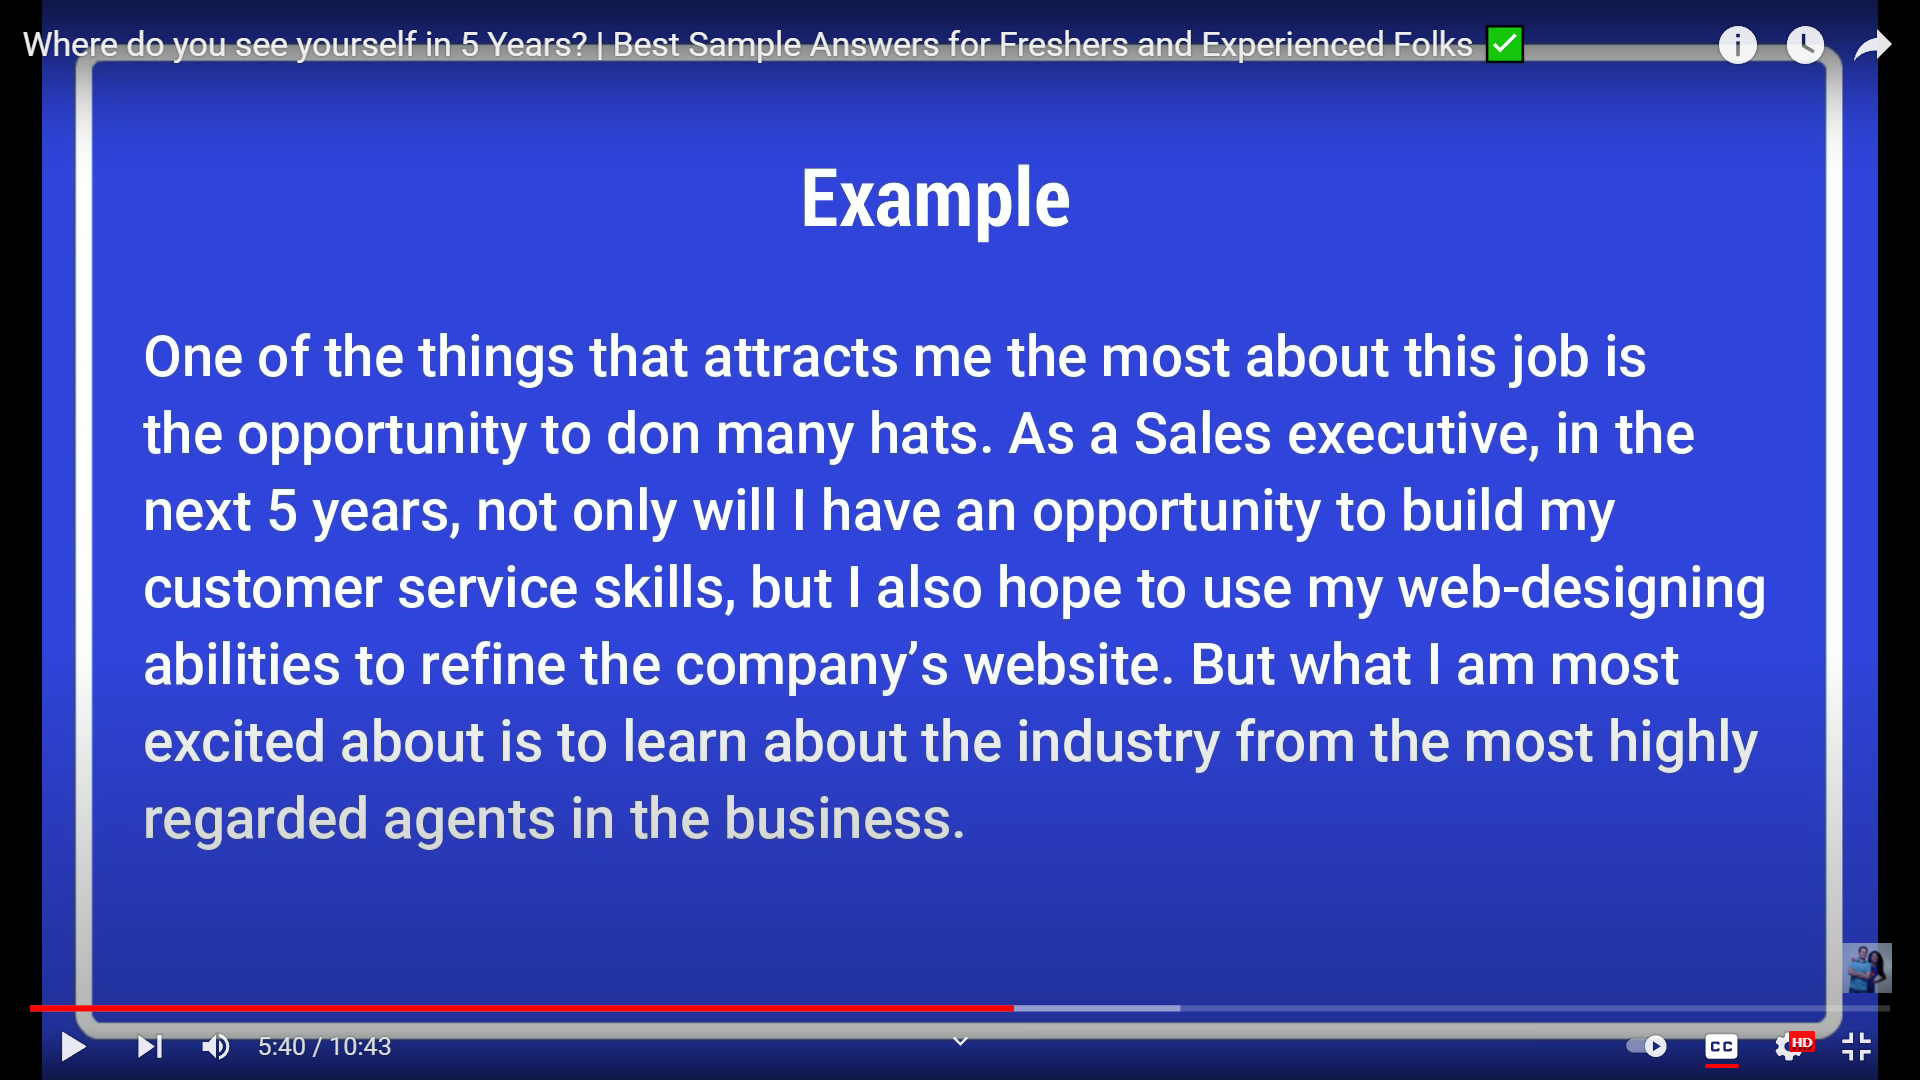 Where do you see yourself in 5 Years? | Best Sample Answers for Freshers and Experienced Folks ✅
Example
One of the things that attracts me the most about this job is
the opportunity to don many hats. As a Sales executive, in the
next 5 years, not only will I have an opportunity to build my
customer service skills, but I also hope to use my web-designing
abilities to refine the company’s website. But what I am most
excited about is to learn about the industry from the most highly
regarded agents in the business.
5:40 / 10:43
CC
HD